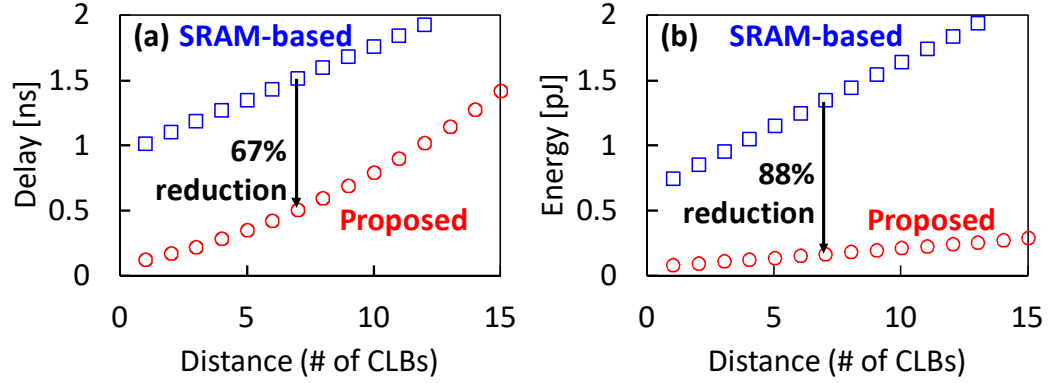 (a) SRAM-based
67%
reduction
Proposed
2
1.5
1
0.5
0
0 5 10 15
Delay [ns]
Distance (# of CLBs)
(b)
SRAM-based
88%
reduction
Proposed
2
1.5
1
0.5
0
0 5 10 15
Energy [pJ]
Distance (# of CLBs)